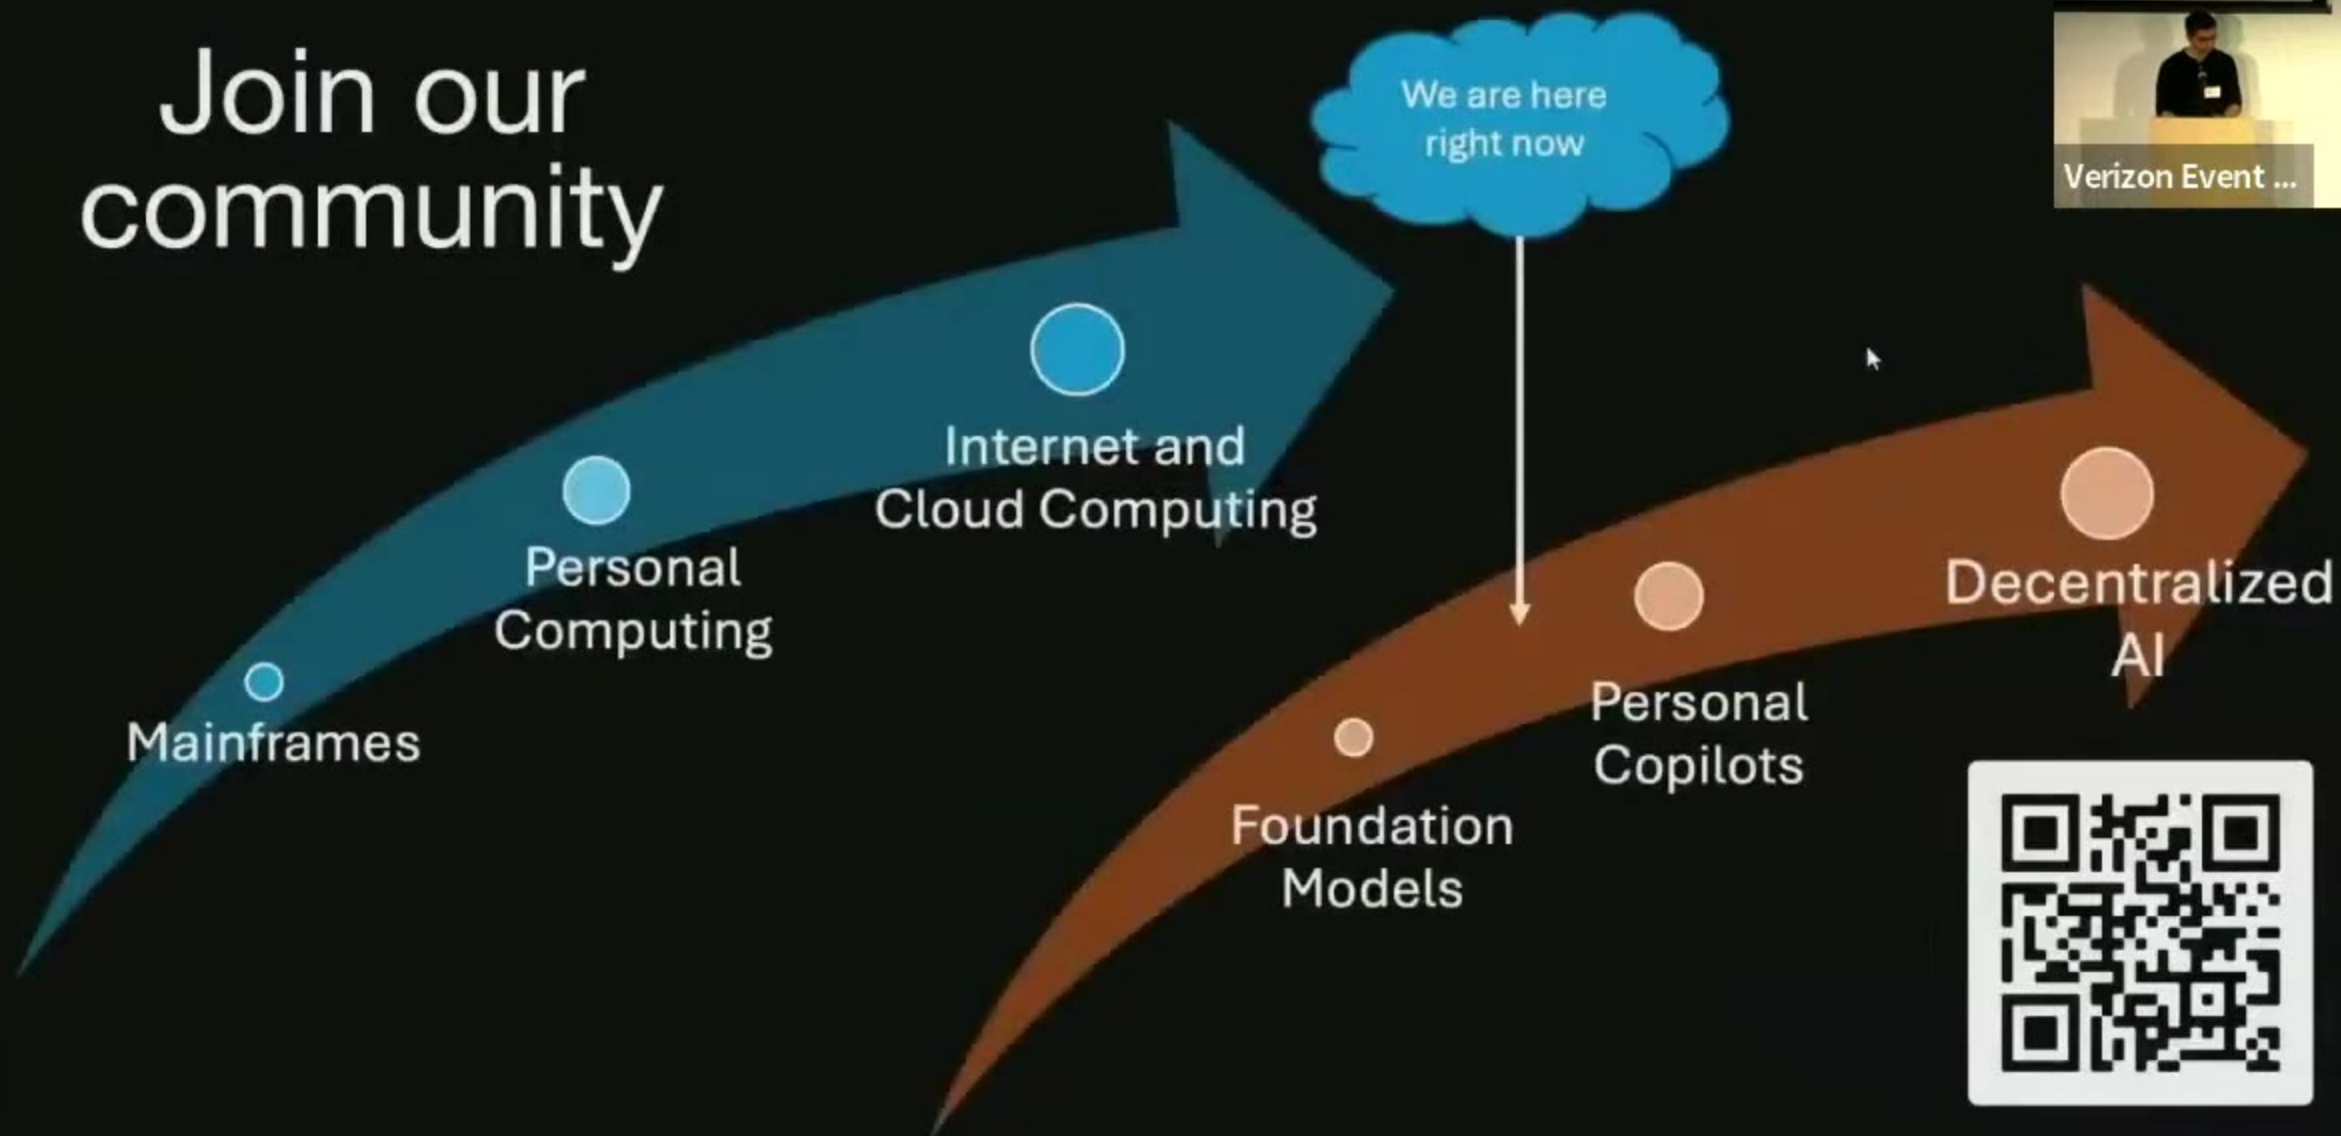 Join our
community
We are here
right now
Verizon Event ...
Internet and
Cloud Computing
Personal
Computing
Mainframes
Decentralized
AI
Personal
Copilots
Foundation
Models